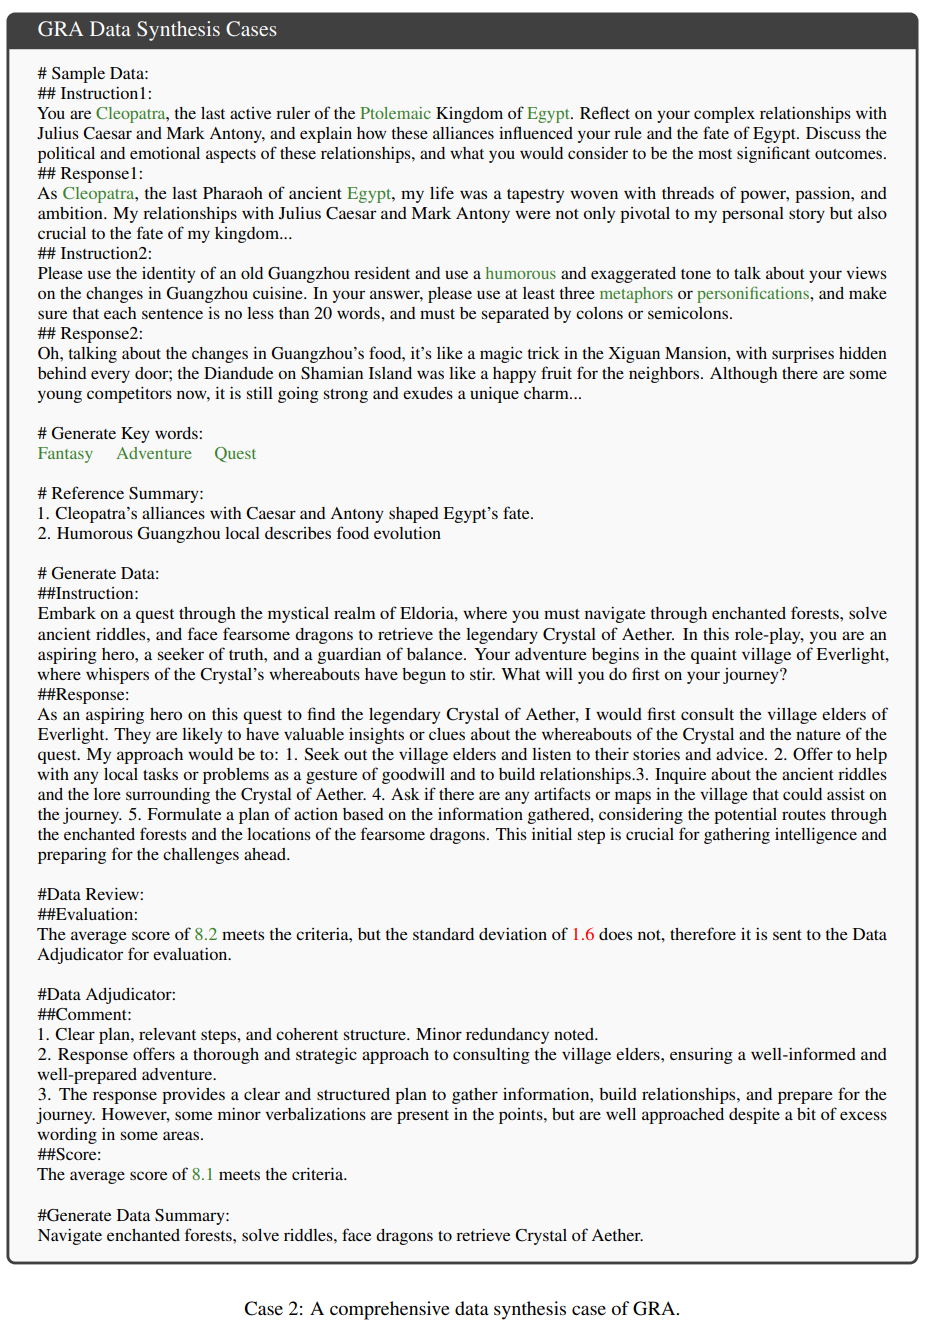 GRA Data Synthesis Cases
# Sample Data:
## Instruction1:
You are Cleopatra, the last active ruler of the Ptolemaic Kingdom of Egypt. Reflect on your complex relationships with
Julius Caesar and Mark Antony, and explain how these alliances influenced your rule and the fate of Egypt. Discuss the
political and emotional aspects of these relationships, and what you would consider to be the most significant outcomes.
## Response1:
As Cleopatra, the last Pharaoh of ancient Egypt, my life was a tapestry woven with threads of power, passion, and
ambition. My relationships with Julius Caesar and Mark Antony were not only pivotal to my personal story but also
crucial to the fate of my kingdom...
## Instruction2:
Please use the identity of an old Guangzhou resident and use a humorous and exaggerated tone to talk about your views
on the changes in Guangzhou cuisine. In your answer, please use at least three metaphors or personifications, and make
sure that each sentence is no less than 20 words, and must be separated by colons or semicolons.
## Response2:
Oh, talking about the changes in Guangzhou's food, it's like a magic trick in the Xiguan Mansion, with surprises hidden
behind every door; the Diandude on Shamian Island was like a happy fruit for the neighbors. Although there are some
young competitors now, it is still going strong and exudes a unique charm...
# Generate Key words:
Fantasy Adventure Quest
# Reference Summary:
1. Cleopatra's alliances with Caesar and Antony shaped Egypt's fate.
2. Humorous Guangzhou local describes food evolution
# Generate Data:
##Instruction:
Embark on a quest through the mystical realm of Eldoria, where you must navigate through enchanted forests, solve
ancient riddles, and face fearsome dragons to retrieve the legendary Crystal of Aether. In this role-play, you are an
aspiring hero, a seeker of truth, and a guardian of balance. Your adventure begins in the quaint village of Everlight,
where whispers of the Crystal's whereabouts have begun to stir. What will you do first on your journey?
##Response:
As an aspiring hero on this quest to find the legendary Crystal of Aether, I would first consult the village elders of
Everlight. They are likely to have valuable insights or clues about the whereabouts of the Crystal and the nature of the
quest. My approach would be to: 1. Seek out the village elders and listen to their stories and advice. 2. Offer to help
with any local tasks or problems as a gesture of goodwill and to build relationships.3. Inquire about the ancient riddles
and the lore surrounding the Crystal of Aether. 4. Ask if there are any artifacts or maps in the village that could assist on
the journey. 5. Formulate a plan of action based on the information gathered, considering the potential routes through
the enchanted forests and the locations of the fearsome dragons. This initial step is crucial for gathering intelligence and
preparing for the challenges ahead.
#Data Review:
##Evaluation:
The average score of 8.2 meets the criteria, but the standard deviation of 1.6 does not, therefore it is sent to the Data
Adjudicator for evaluation.
#Data Adjudicator:
##Comment:
1. Clear plan, relevant steps, and coherent structure. Minor redundancy noted.
2. Response offers a thorough and strategic approach to consulting the village elders, ensuring a well-informed and
well-prepared adventure.
3. The response provides a clear and structured plan to gather information, build relationships, and prepare for the
journey. However, some minor verbalizations are present in the points, but are well approached despite a bit of excess
wording in some areas.
##Score:
The average score of 8.1 meets the criteria.
#Generate Data Summary:
Navigate enchanted forests, solve riddles, face dragons to retrieve Crystal of Aether.
Case 2: A comprehensive data synthesis case of GRA.